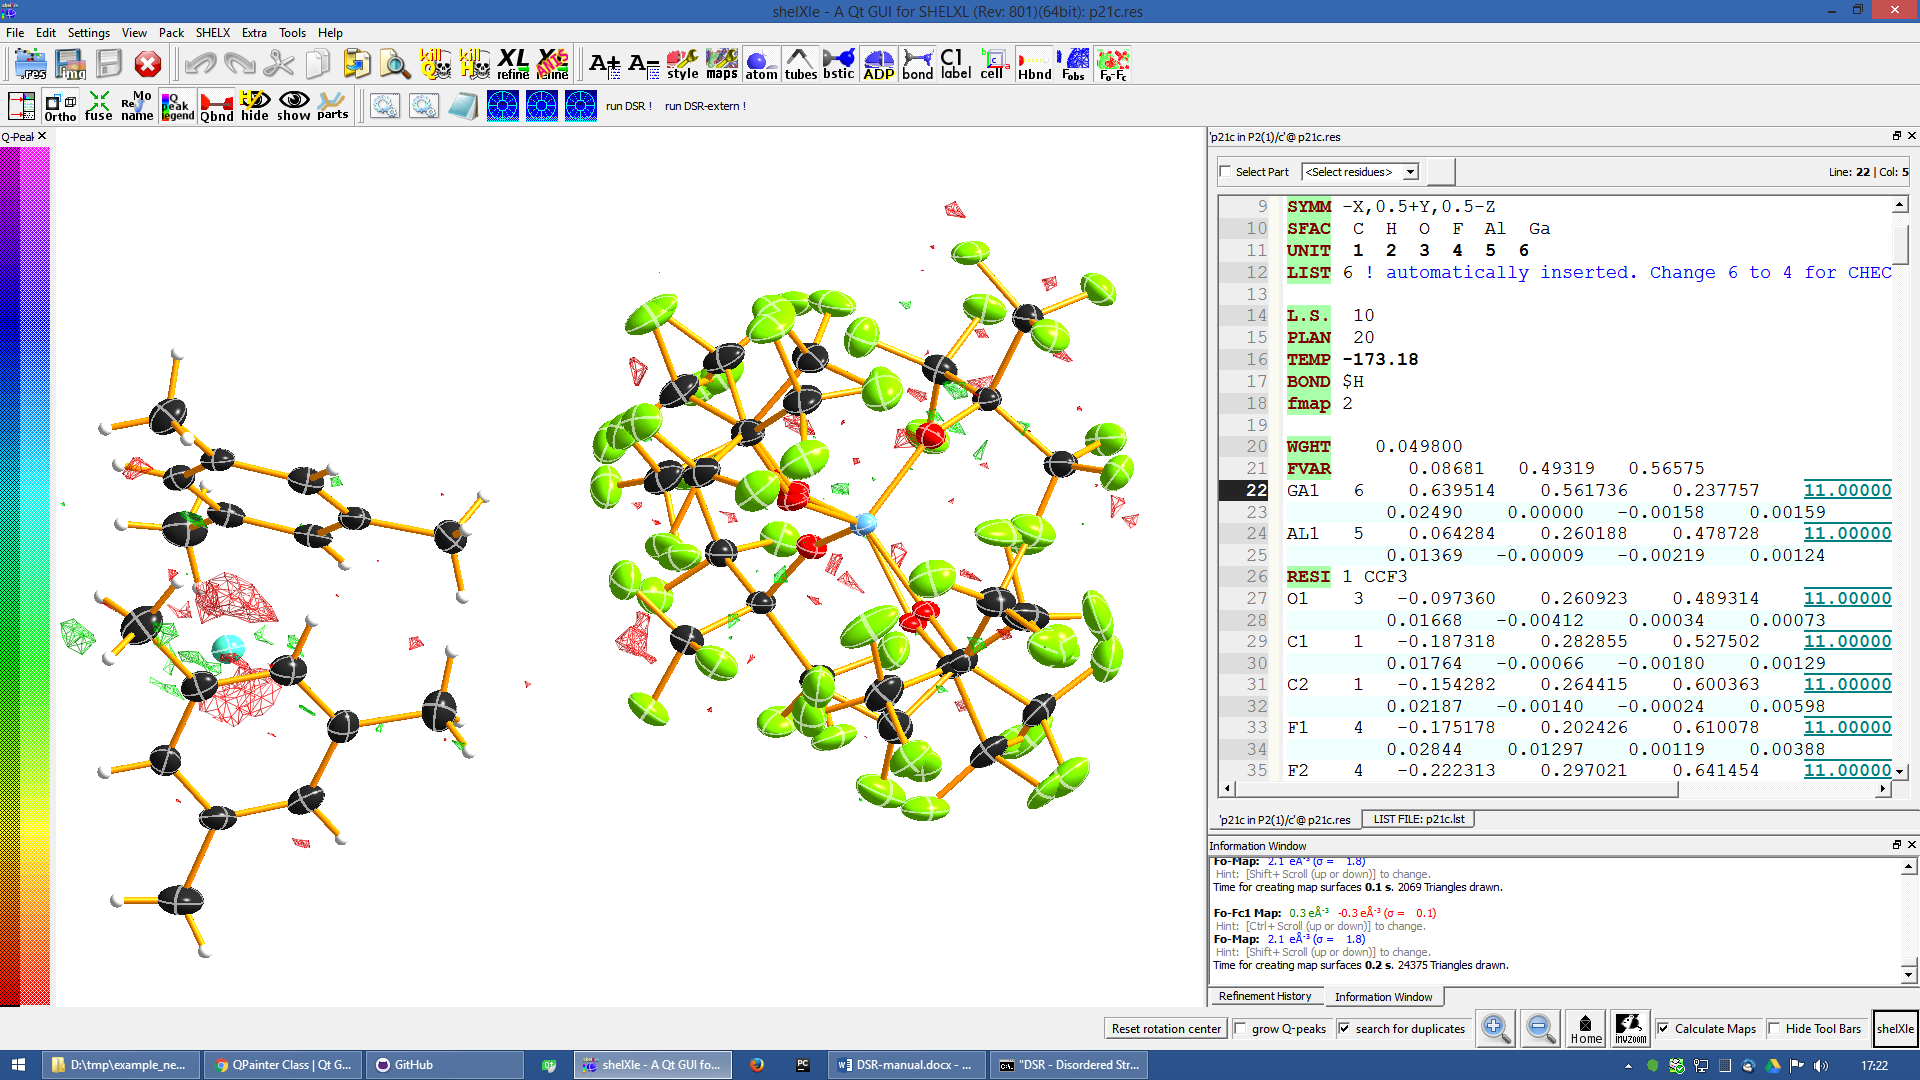 shelXle - A Qt GUI for SHELXL (Rev: 801)(64bit): p21c.res
File Edit Settings View Pack SHELX Extra Tools Help
.res img kill Q kill H XL refine refine ANIS A+ A- style maps atom tubes bstic ADP bond C1 label cell Hbnd Fobs Fo-Fc
Ortho fuse ReMo name Q peak legend Qbnd hide show parts run DSR ! run DSR-extern !
Q-Peal
'p21c in P2(1)/c'@ p21c.res
Select Part <Select residues> Line: 22 | Col: 5
9 SYMM -X,0.5+Y,0.5-Z
10 SFAC C H O F Al Ga
11 UNIT 1 2 3 4 5 6
12 LIST 6 ! automatically inserted. Change 6 to 4 for CHEC
13
14 L.S. 10
15 PLAN 20
16 TEMP -173.18
17 BOND $H
18 fmap 2
19
20 WGHT 0.049800
21 FVAR 0.08681 0.49319 0.56575
22 GA1 6 0.639514 0.561736 0.237757 11.00000
23 0.02490 0.00000 -0.00158 0.00159
24 AL1 5 0.064284 0.260188 0.478728 11.00000
25 0.01369 -0.00009 -0.00219 0.00124
26 RESI 1 CCF3
27 O1 3 -0.097360 0.260923 0.489314 11.00000
28 0.01668 -0.00412 0.00034 0.00073
29 C1 1 -0.187318 0.282855 0.527502 11.00000
30 0.01764 -0.00066 -0.00180 0.00129
31 C2 1 -0.154282 0.264415 0.600363 11.00000
32 0.02187 -0.00140 -0.00024 0.00598
33 F1 4 -0.175178 0.202426 0.610078 11.00000
34 0.02844 0.01297 0.00119 0.00388
35 F2 4 -0.222313 0.297021 0.641454 11.00000
'p21c in P2(1)/c'@ p21c.res LIST FILE: p21c.lst
Information Window
Fo-Map: 2.1 eÅ⁻³ (σ = 1.8)
Hint: [Shift+ Scroll (up or down)] to change.
Time for creating map surfaces 0.1 s. 2069 Triangles drawn.
Fo-Fc1 Map: 0.3 eÅ⁻³ -0.3 eÅ⁻³ (σ = 0.1)
Hint: [Ctrl+ Scroll (up or down)] to change.
Fo-Map: 2.1 eÅ⁻³ (σ = 1.8)
Hint: [Shift+ Scroll (up or down)] to change.
Time for creating map surfaces 0.2 s. 24375 Triangles drawn.
Refinement History Information Window
Reset rotation center grow Q-peaks search for duplicates Home invzoom Calculate Maps Hide Tool Bars shelXle
D:\tmp\example_ne... QPainter Class | Qt G... GitHub shelXle - A Qt GUI fo... PC DSR-manual.docx - ... "DSR - Disordered Str... 17:22